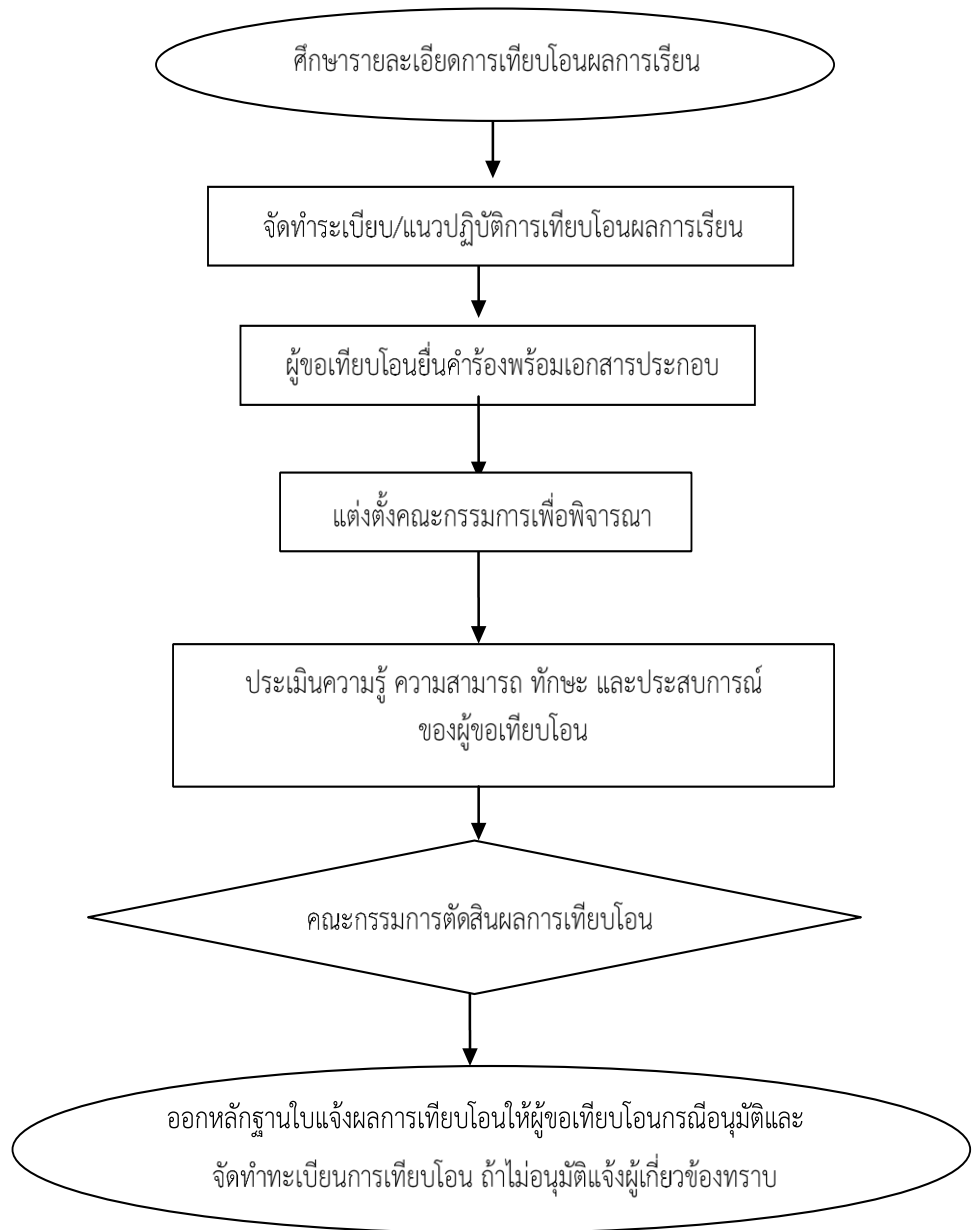 ศึกษารายละเอียดการเทียบโอนผลการเรียน
จัดทำระเบียบ/แนวปฏิบัติการเทียบโอนผลการเรียน
ผู้ขอเทียบโอนยื่นคำร้องพร้อมเอกสารประกอบ
แต่งตั้งคณะกรรมการเพื่อพิจารณา
ประเมินความรู้ ความสามารถ ทักษะ และประสบการณ์
ของผู้ขอเทียบโอน
คณะกรรมการตัดสินผลการเทียบโอน
ออกหลักฐานใบแจ้งผลการเทียบโอนให้ผู้ขอเทียบโอนกรณีอนุมัติและ
จัดทำทะเบียนการเทียบโอน ถ้าไม่อนุมัติแจ้งผู้เกี่ยวข้องทราบ